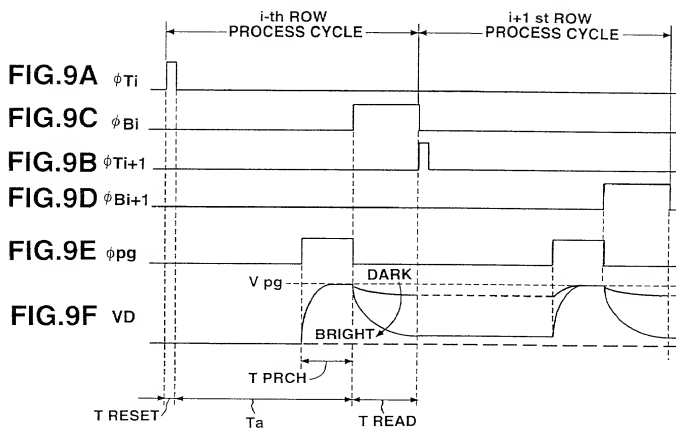 i-th ROW
PROCESS CYCLE
i+1 st ROW
PROCESS CYCLE
FIG.9A φTi
FIG.9C φBi
FIG.9B φTi+1
FIG.9D φBi+1
FIG.9E φpg
V pg
DARK
FIG.9F VD
BRIGHT
T PRCH
T RESET
Ta
T READ